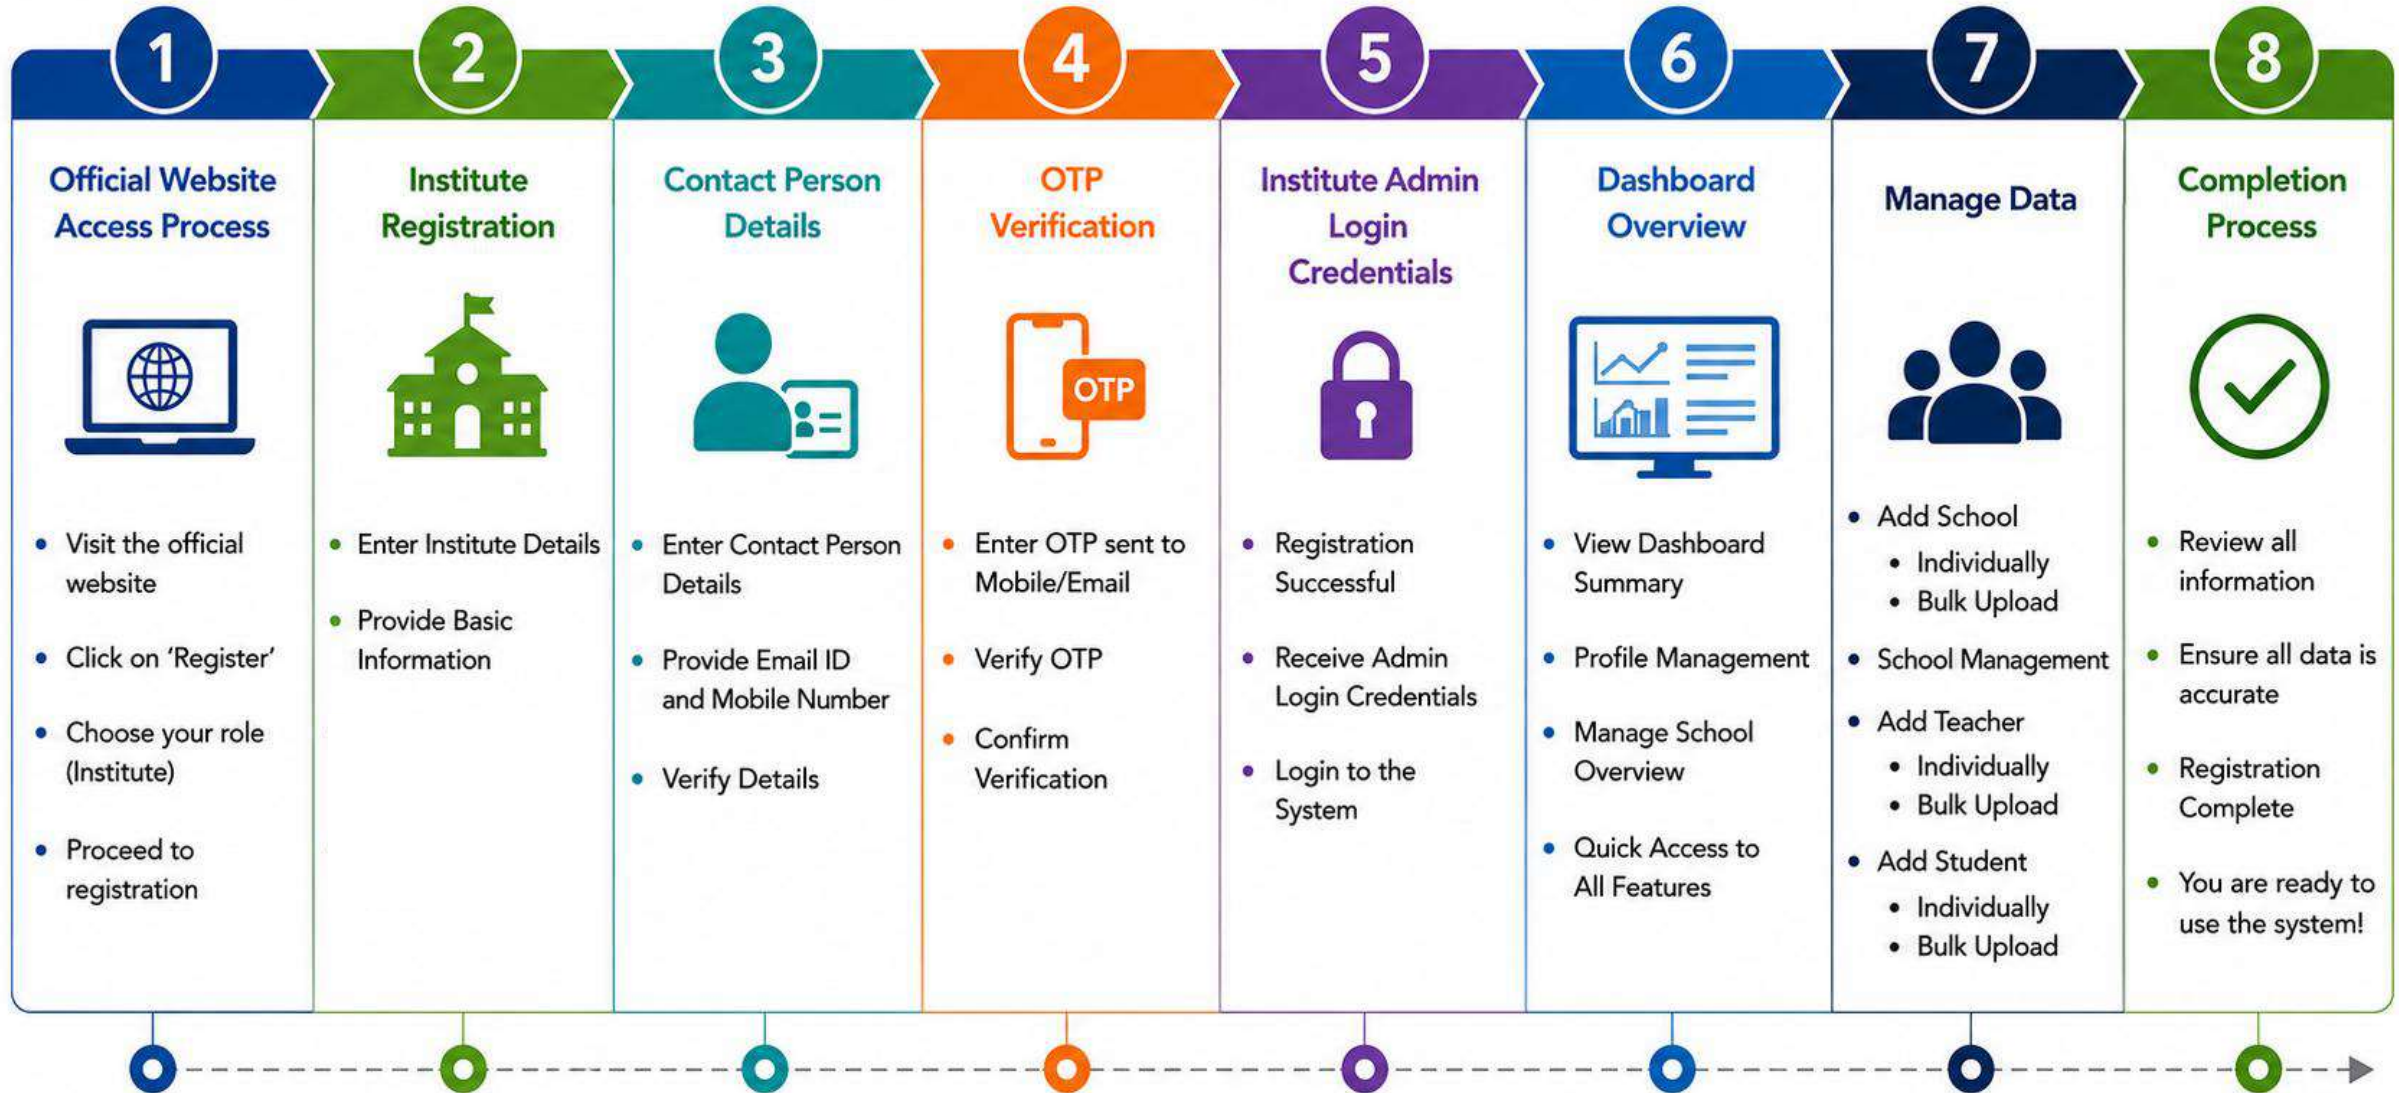 1
Official Website
Access Process
• Visit the official
website
• Click on 'Register'
• Choose your role
(Institute)
• Proceed to
registration
2
Institute
Registration
• Enter Institute Details
• Provide Basic
Information
3
Contact Person
Details
• Enter Contact Person
Details
• Provide Email ID
and Mobile Number
• Verify Details
4
OTP
Verification
OTP
• Enter OTP sent to
Mobile/Email
• Verify OTP
• Confirm
Verification
5
Institute Admin
Login
Credentials
• Registration
Successful
• Receive Admin
Login Credentials
• Login to the
System
6
Dashboard
Overview
• View Dashboard
Summary
• Profile Management
• Manage School
Overview
• Quick Access to
All Features
7
Manage Data
• Add School
• Individually
• Bulk Upload
• School Management
• Add Teacher
• Individually
• Bulk Upload
• Add Student
• Individually
• Bulk Upload
8
Completion
Process
• Review all
information
• Ensure all data is
accurate
• Registration
Complete
• You are ready to
use the system!